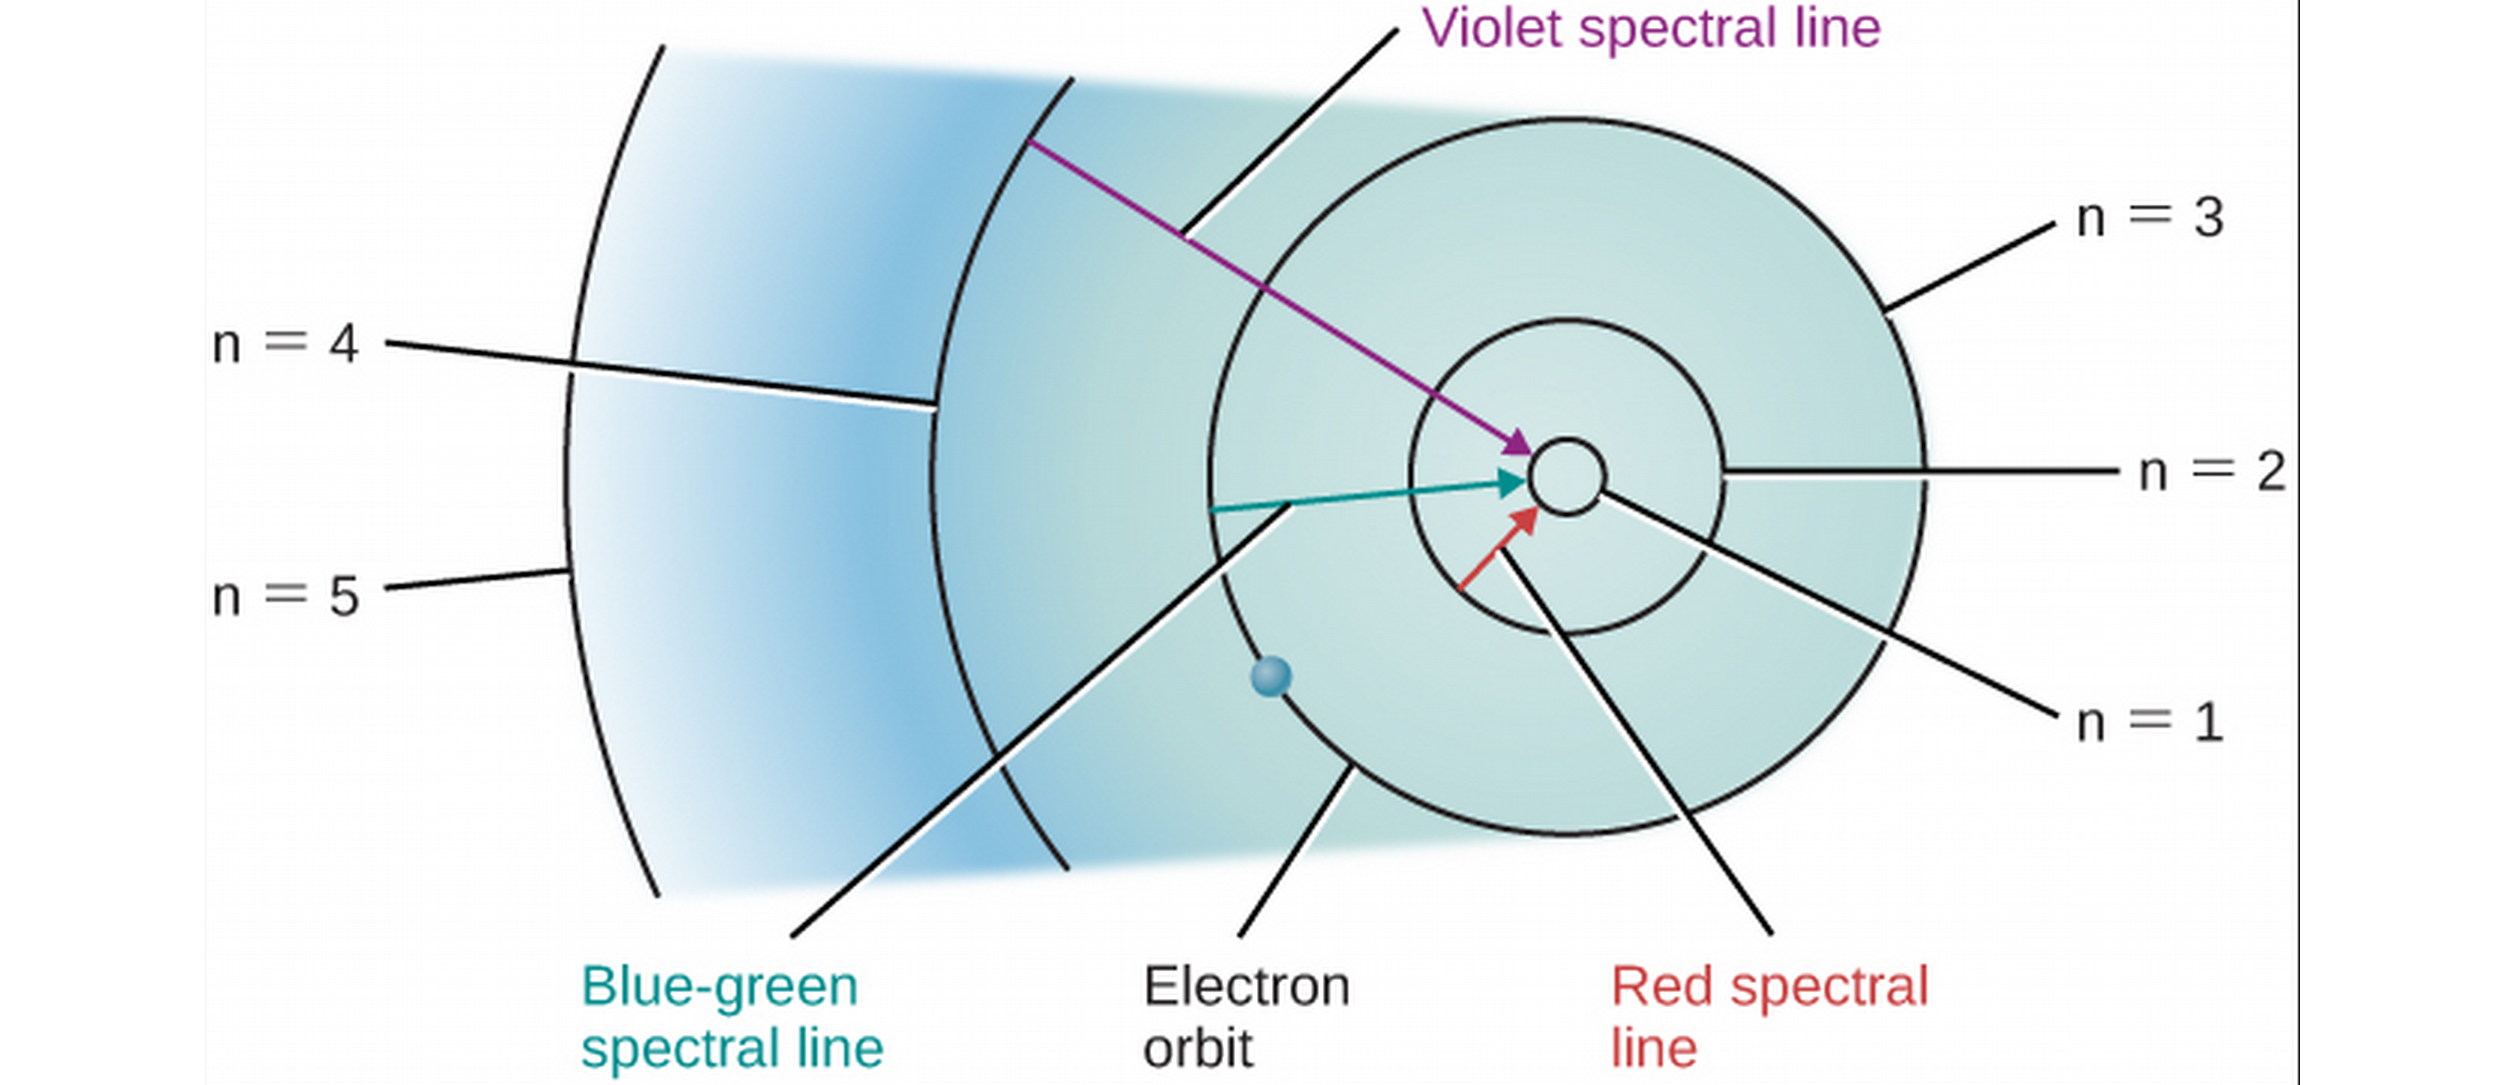 Violet spectral line
n = 3
n = 4
n = 2
n = 5
n = 1
Blue-green
spectral line
Electron
orbit
Red spectral
line